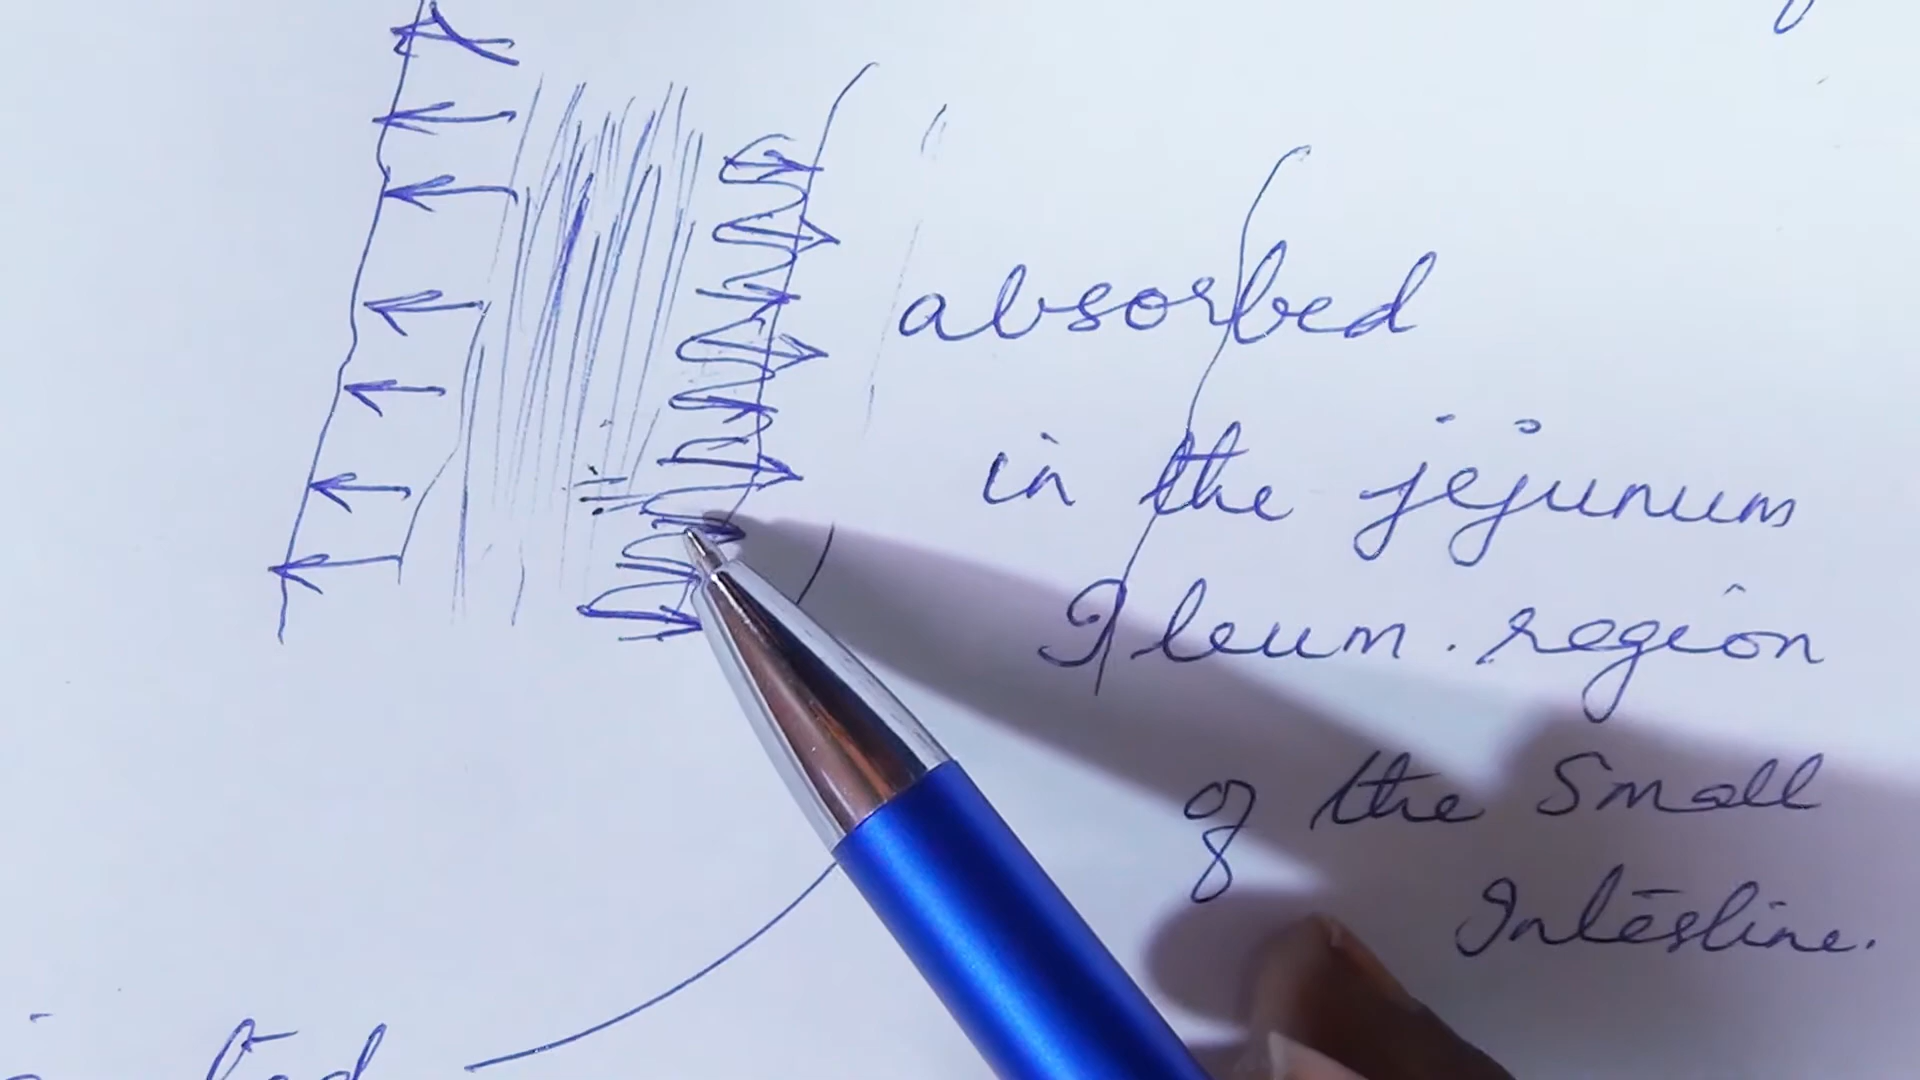 absorbed
in the jejunum
Ileum. region
of the Small
Intestine.